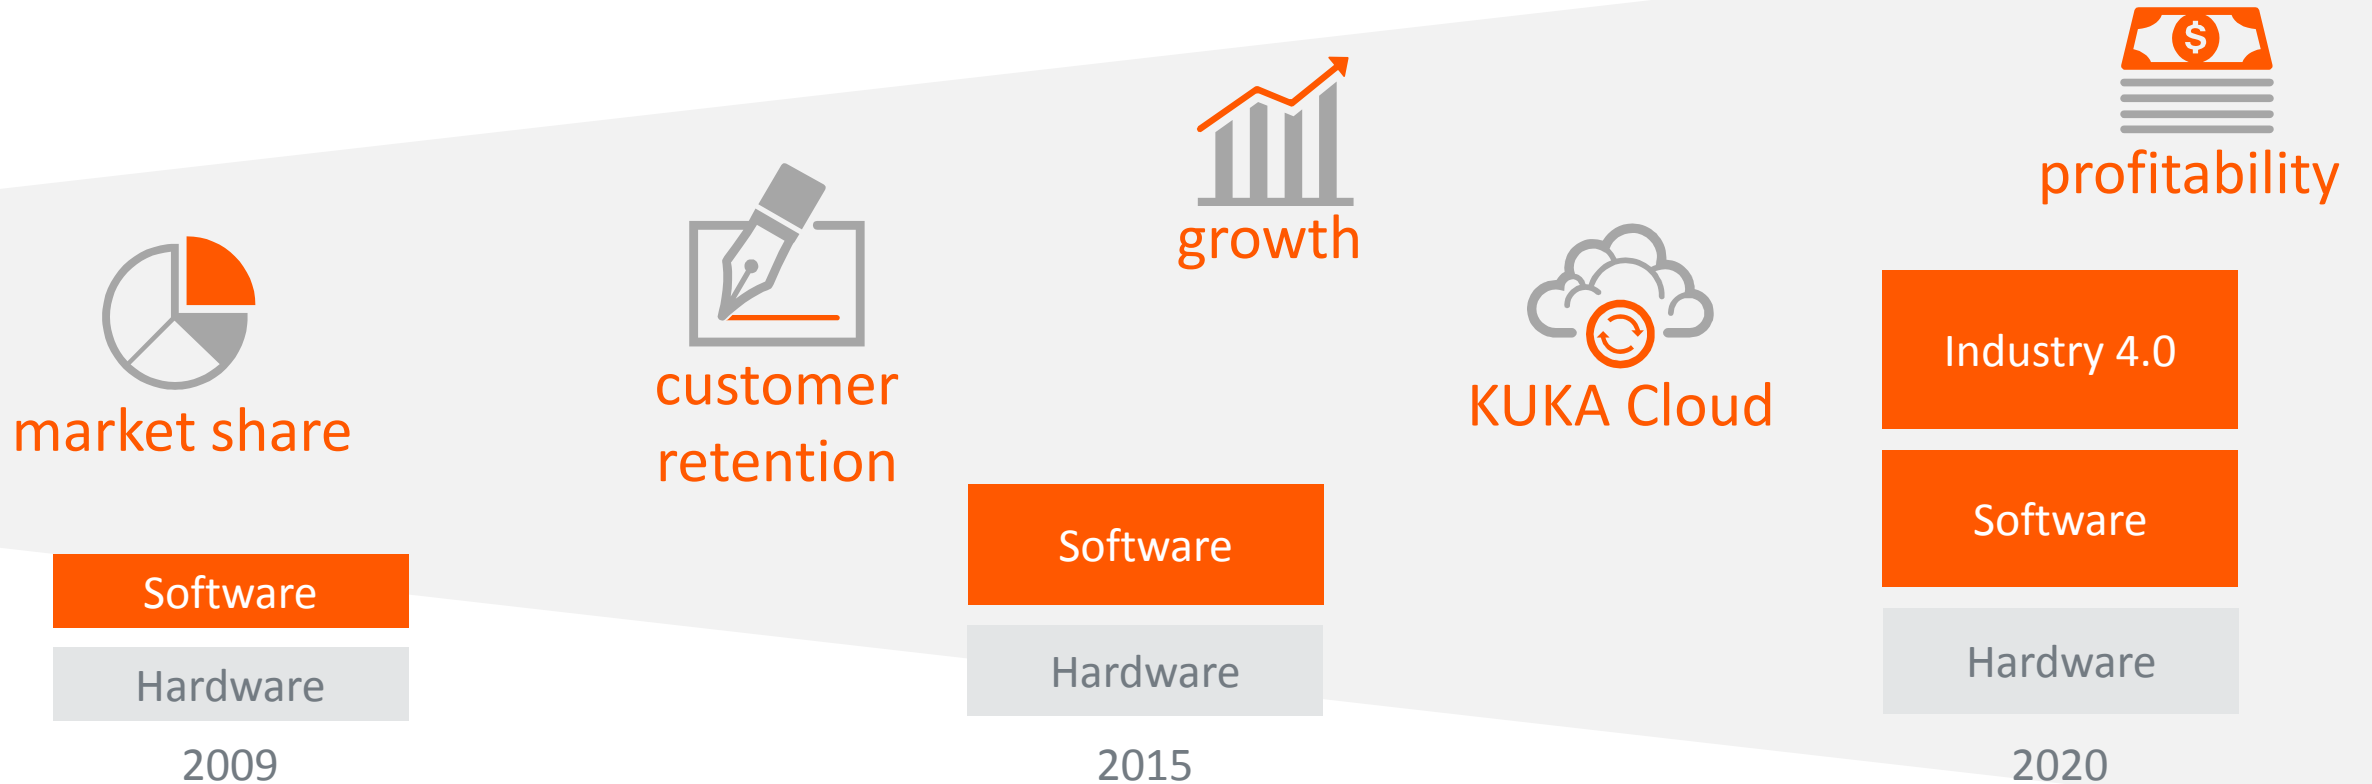 market share
customer
retention
growth
KUKA Cloud
$
profitability
Software
Hardware
2009
Software
Hardware
2015
Industry 4.0
Software
Hardware
2020